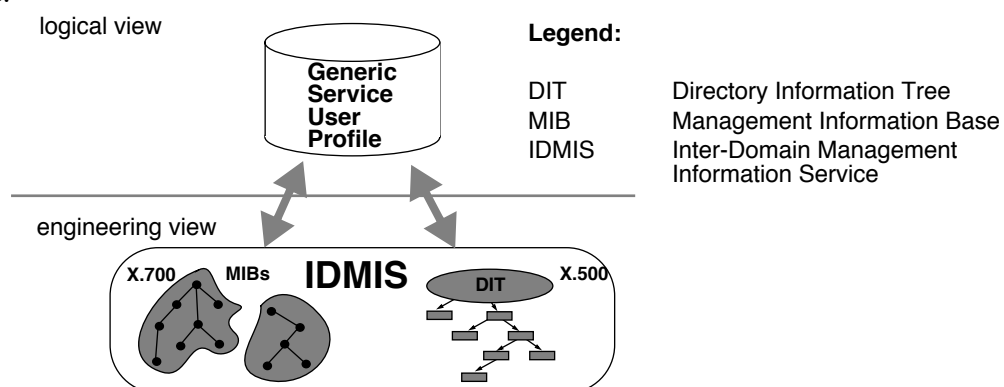 logical view
Generic
Service
User
Profile
Legend:
DIT Directory Information Tree
MIB Management Information Base
IDMIS Inter-Domain Management
Information Service
engineering view
X.700 MIBs IDMIS X.500
DIT